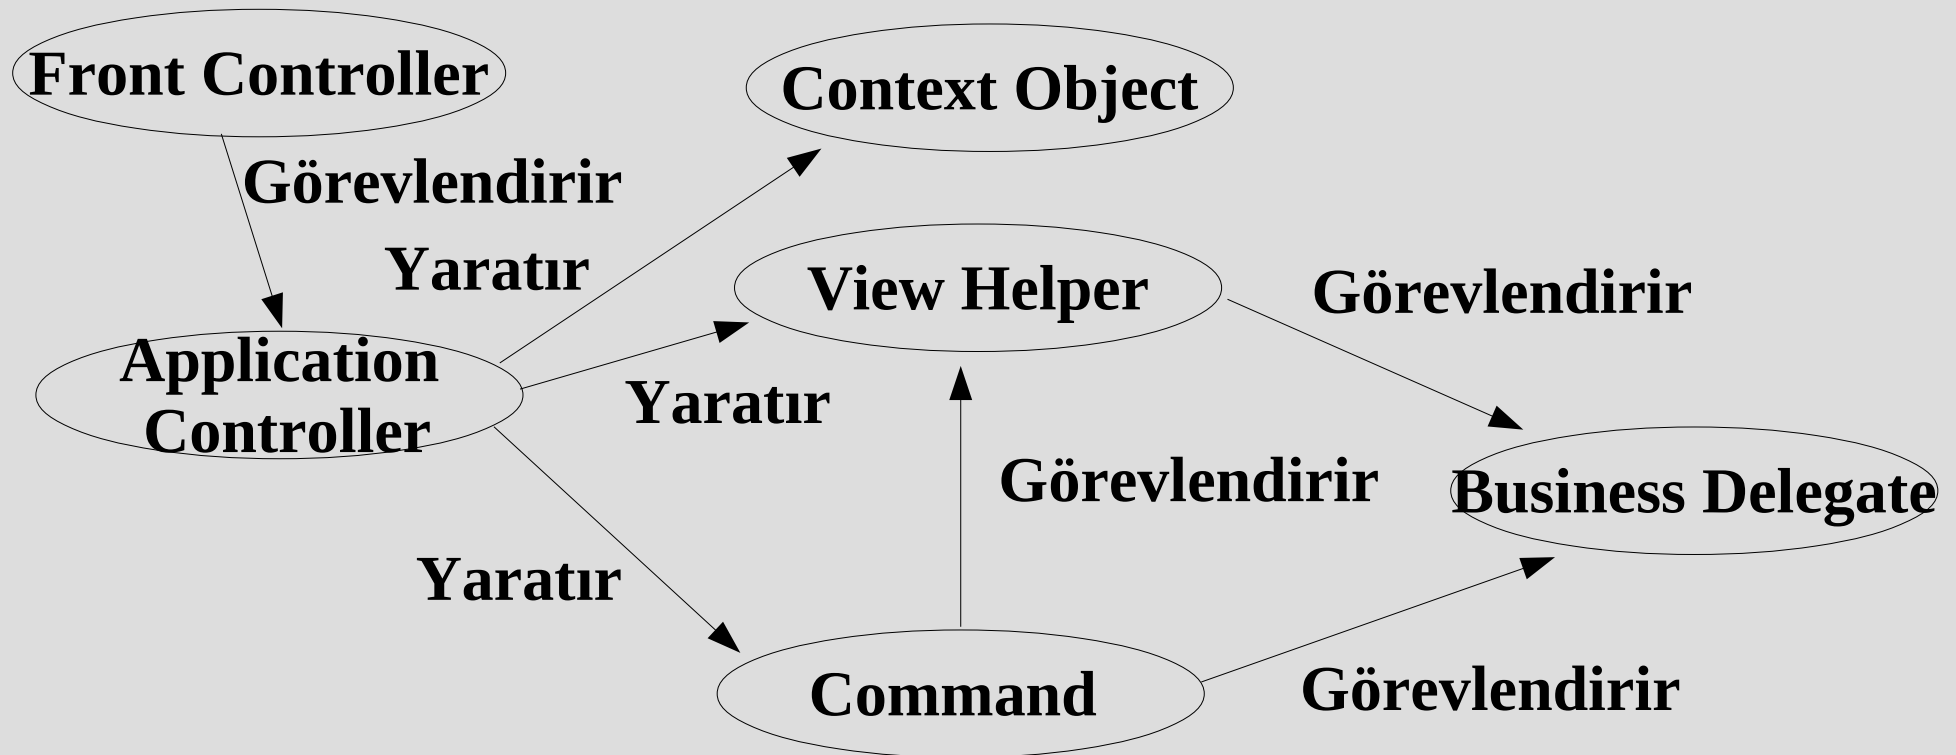 Front Controller
Context Object
Görevlendirir
Yaratır
View Helper
Görevlendirir
Application
Controller
Yaratır
Görevlendirir
Business Delegate
Yaratır
Command
Görevlendirir